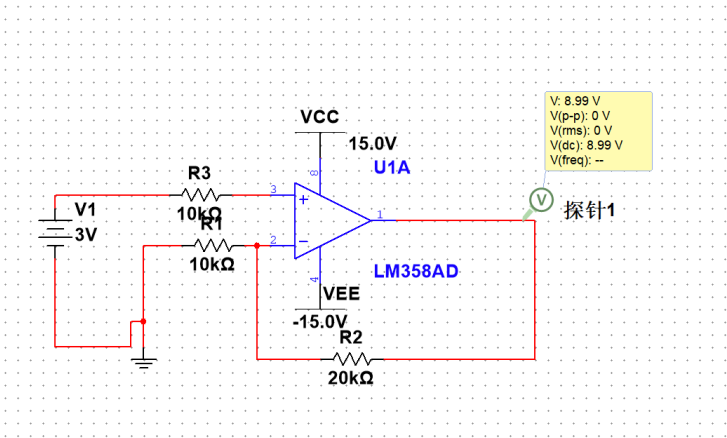 V: 8.99 V
V(p-p): 0 V
V(rms): 0 V
V(dc): 8.99 V
V(freq): --
VCC
15.0V
U1A
R3
8
3
V
V1
10kΩ
探针1
R1
1
3V
2
10kΩ
LM358AD
4
VEE
-15.0V
R2
20kΩ